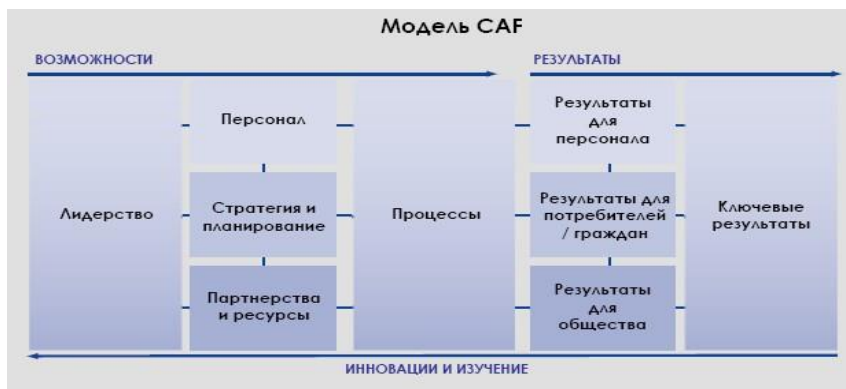 Модель CAF
ВОЗМОЖНОСТИ
РЕЗУЛЬТАТЫ
Лидерство
Персонал
Стратегия и
планирование
Партнерства
и ресурсы
Процессы
Результаты
для
персонала
Результаты для
потребителей
/ граждан
Результаты
для
общества
Ключевые
результаты
ИННОВАЦИИ И ИЗУЧЕНИЕ